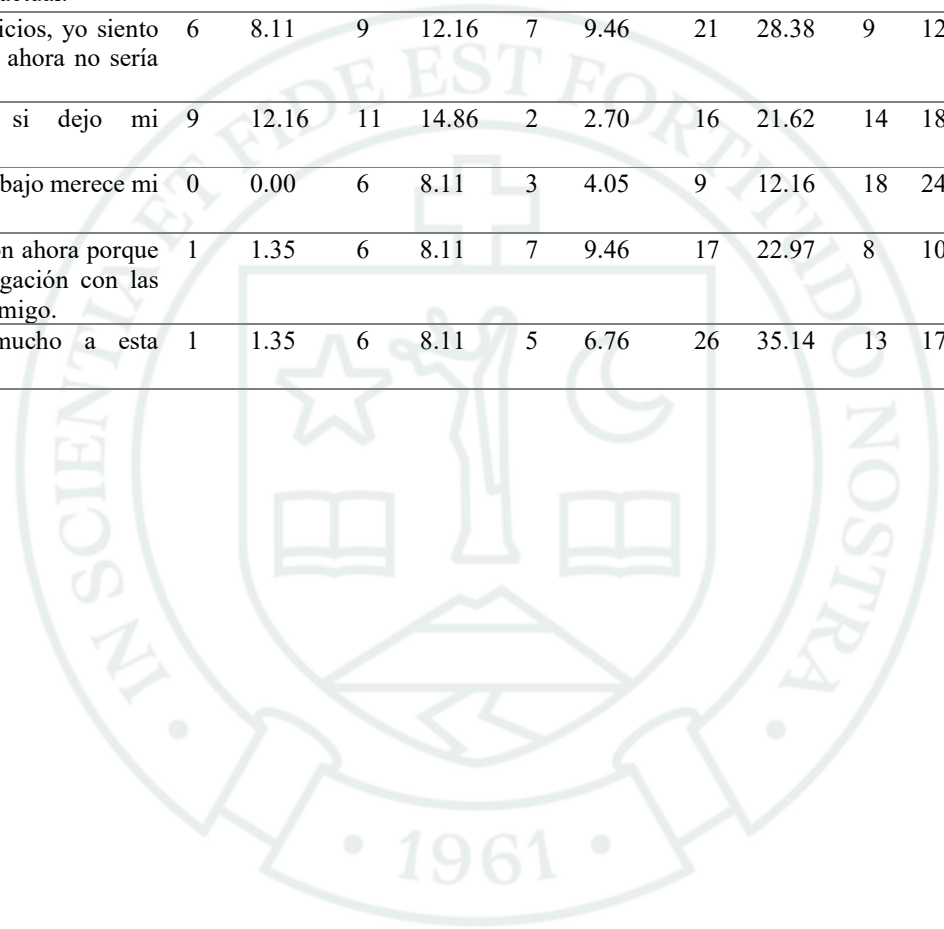 icios, yo siento 6 8.11 9 12.16 7 9.46 21 28.38 9 12
ahora no sería
si dejo mi 9 12.16 11 14.86 2 2.70 16 21.62 14 18
bajo merece mi 0 0.00 6 8.11 3 4.05 9 12.16 18 24
n ahora porque 1 1.35 6 8.11 7 9.46 17 22.97 8 10
gación con las
migo.
mucho a esta 1 1.35 6 8.11 5 6.76 26 35.14 13 17
IN SCIENTIA ET FIDE EST FORTITUDO NOSTRA
• 1961 •